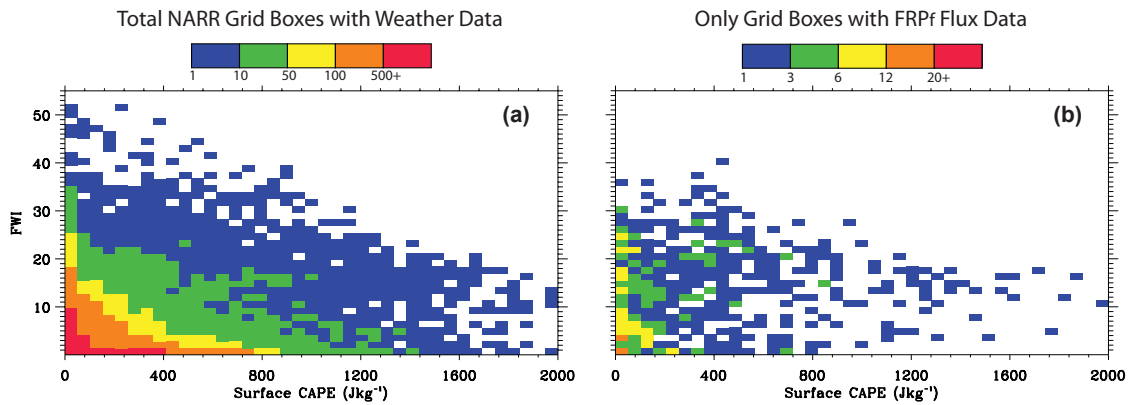 Total NARR Grid Boxes with Weather Data
1 10 50 100 500+
(a)
50
40
30
20
10
FWI
0 400 800 1200 1600 2000
Surface CAPE (Jkg⁻¹)
Only Grid Boxes with FRPf Flux Data
1 3 6 12 20+
(b)
0 400 800 1200 1600 2000
Surface CAPE (Jkg⁻¹)